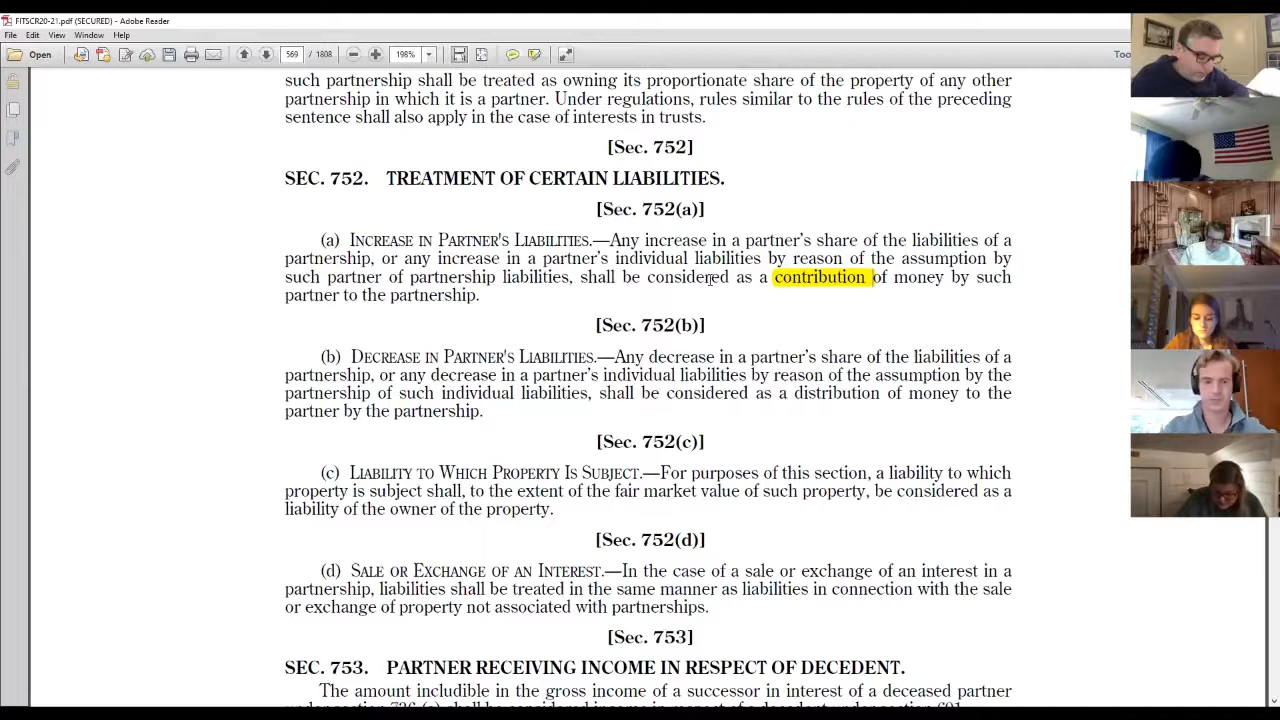 FITSCR20-21.pdf (SECURED) - Adobe Reader
File Edit View Window Help
Open 569 / 1808 198% Too
such partnership shall be treated as owning its proportionate share of the property of any other
partnership in which it is a partner. Under regulations, rules similar to the rules of the preceding
sentence shall also apply in the case of interests in trusts.
[Sec. 752]
SEC. 752. TREATMENT OF CERTAIN LIABILITIES.
[Sec. 752(a)]
(a) INCREASE IN PARTNER'S LIABILITIES.—Any increase in a partner's share of the liabilities of a
partnership, or any increase in a partner's individual liabilities by reason of the assumption by
such partner of partnership liabilities, shall be considered as a contribution of money by such
partner to the partnership.
[Sec. 752(b)]
(b) DECREASE IN PARTNER'S LIABILITIES.—Any decrease in a partner's share of the liabilities of a
partnership, or any decrease in a partner's individual liabilities by reason of the assumption by the
partnership of such individual liabilities, shall be considered as a distribution of money to the
partner by the partnership.
[Sec. 752(c)]
(c) LIABILITY TO WHICH PROPERTY IS SUBJECT.—For purposes of this section, a liability to which
property is subject shall, to the extent of the fair market value of such property, be considered as a
liability of the owner of the property.
[Sec. 752(d)]
(d) SALE OR EXCHANGE OF AN INTEREST.—In the case of a sale or exchange of an interest in a
partnership, liabilities shall be treated in the same manner as liabilities in connection with the sale
or exchange of property not associated with partnerships.
[Sec. 753]
SEC. 753. PARTNER RECEIVING INCOME IN RESPECT OF DECEDENT.
The amount includible in the gross income of a successor in interest of a deceased partner